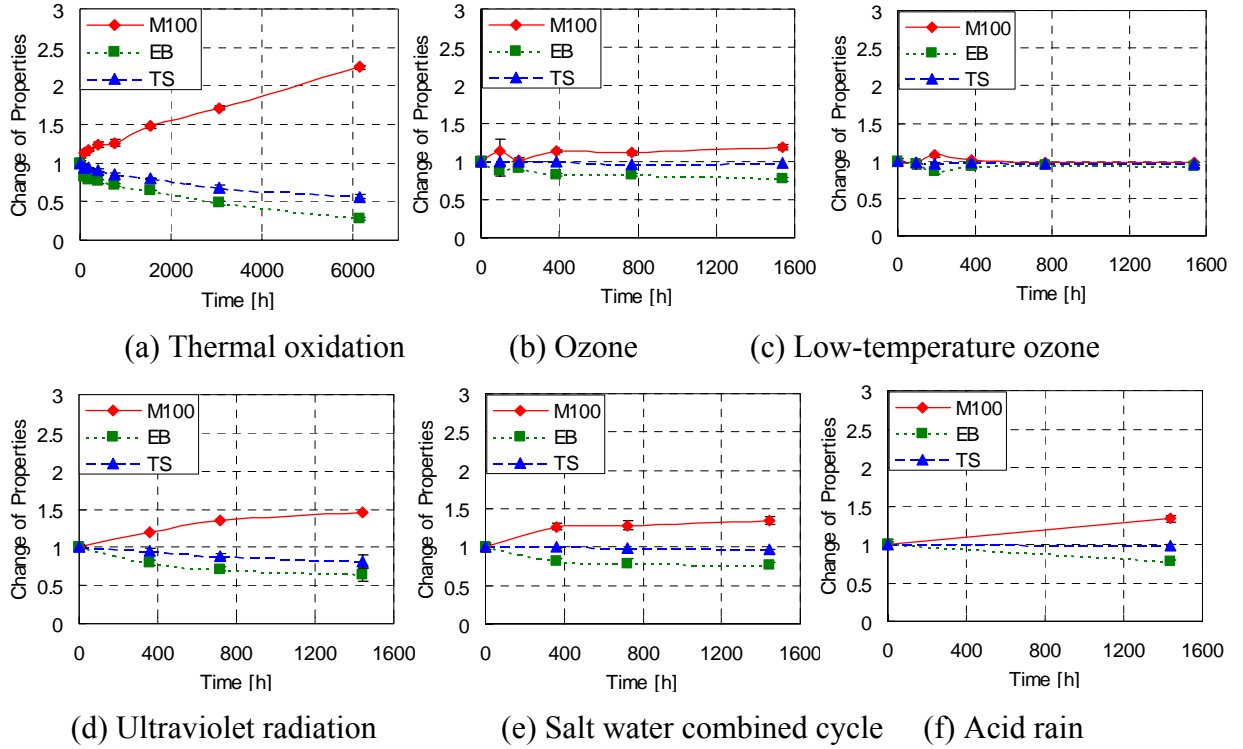 Change of Properties
3
2.5
2
1.5
1
0.5
0
M100
EB
TS
0 2000 4000 6000
Time [h]
(a) Thermal oxidation
Change of Properties
3
2.5
2
1.5
1
0.5
0
M100
EB
TS
0 400 800 1200 1600
Time [h]
(b) Ozone
Change of Properties
3
2.5
2
1.5
1
0.5
0
M100
EB
TS
0 400 800 1200 1600
Time [h]
(c) Low-temperature ozone
Change of Properties
3
2.5
2
1.5
1
0.5
0
M100
EB
TS
0 400 800 1200 1600
Time [h]
(d) Ultraviolet radiation
Change of Properties
3
2.5
2
1.5
1
0.5
0
M100
EB
TS
0 400 800 1200 1600
Time [h]
(e) Salt water combined cycle
Change of Properties
3
2.5
2
1.5
1
0.5
0
M100
EB
TS
0 400 800 1200 1600
Time [h]
(f) Acid rain